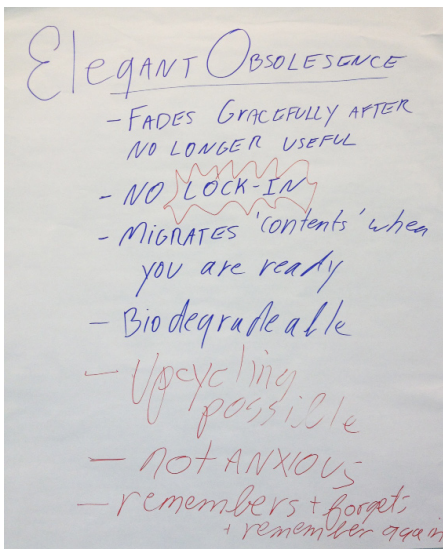 Elegant Obsolesence
- Fades Gracefully after
no longer useful
- No Lock-in
- Migrates 'contents' when
you are ready
- Biodegradeable
- Upcycling
possible
- not anxious
- remembers + forgets
+ remember again